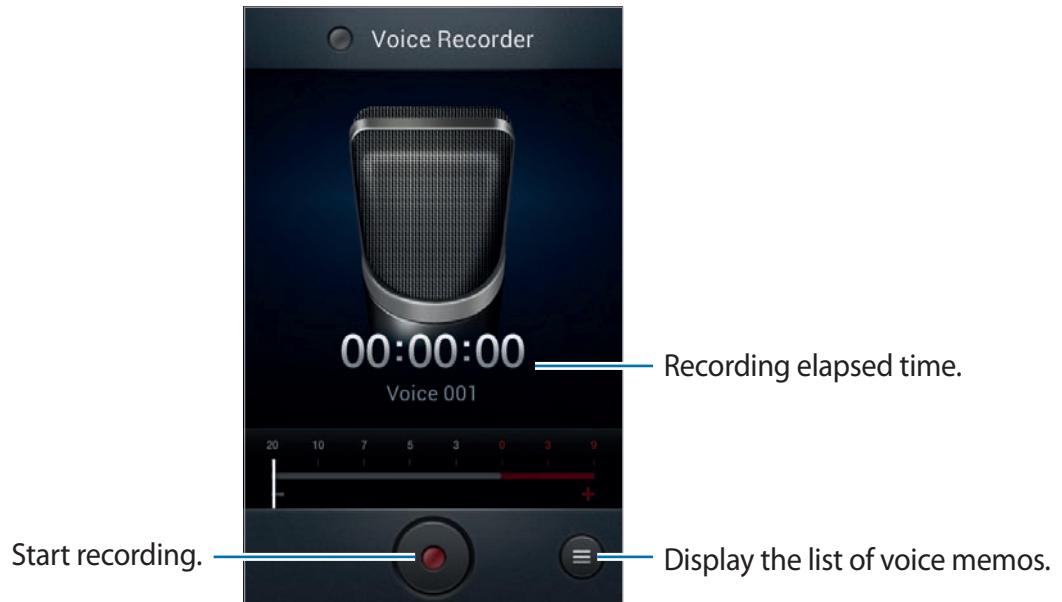 Voice Recorder
00:00:00
Recording elapsed time.
Voice 001
20 10 7 5 3 0 3 9
- +
Start recording.
Display the list of voice memos.